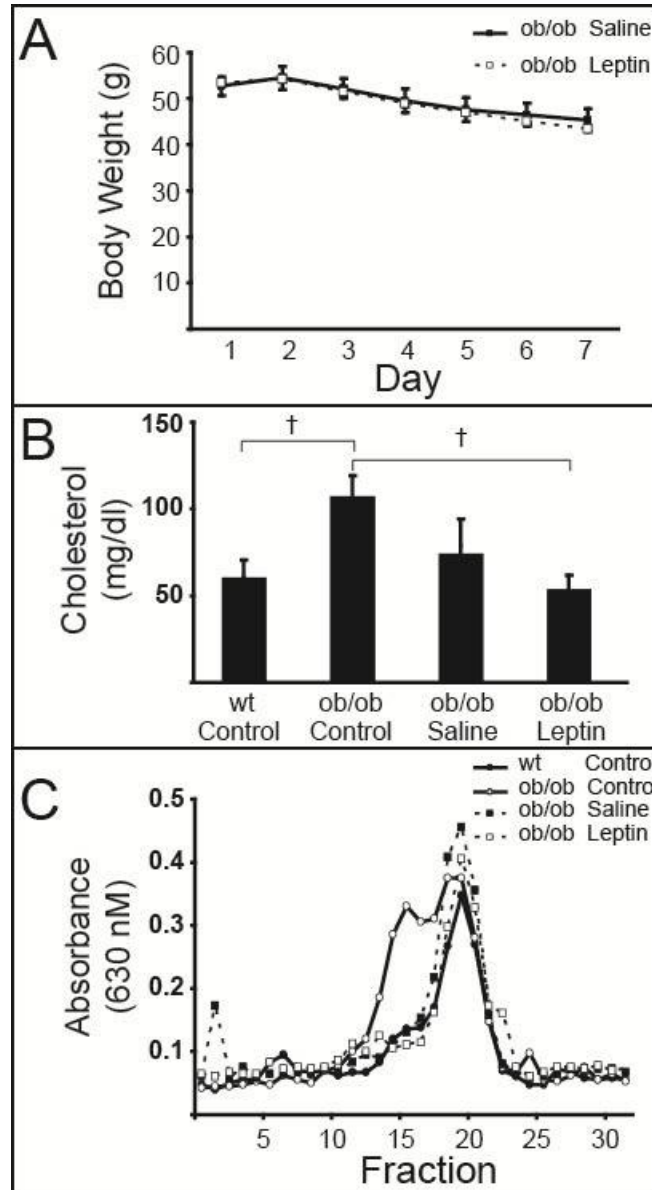 A
ob/ob Saline
ob/ob Leptin
Body Weight (g)
60
50
40
30
20
10
1 2 3 4 5 6 7
Day
B
Cholesterol
(mg/dl)
150
100
50
†
†
wt
Control
ob/ob
Control
ob/ob
Saline
ob/ob
Leptin
C
wt Contro
ob/ob Contro
ob/ob Saline
ob/ob Leptin
Absorbance
(630 nM)
0.5
0.4
0.3
0.2
0.1
5 10 15 20 25 30
Fraction